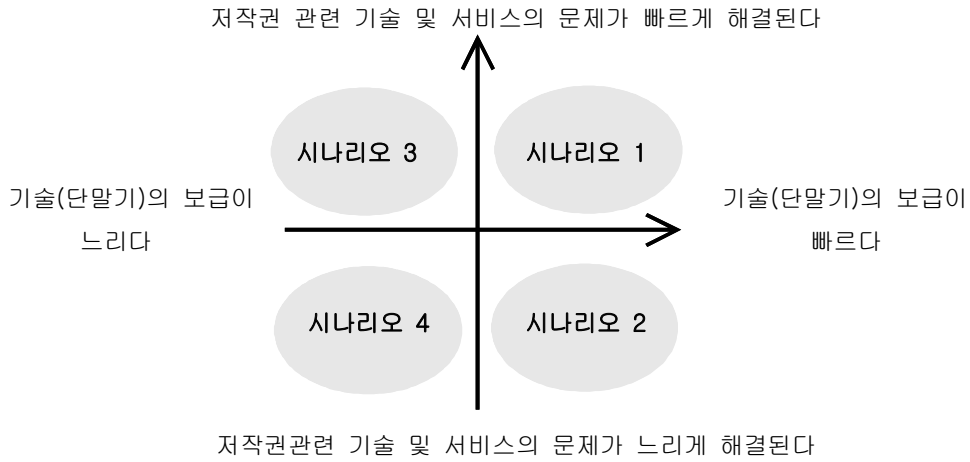 저작권 관련 기술 및 서비스의 문제가 빠르게 해결된다
시나리오 3
시나리오 1
기술(단말기)의 보급이
느리다
기술(단말기)의 보급이
빠르다
시나리오 4
시나리오 2
저작권관련 기술 및 서비스의 문제가 느리게 해결된다